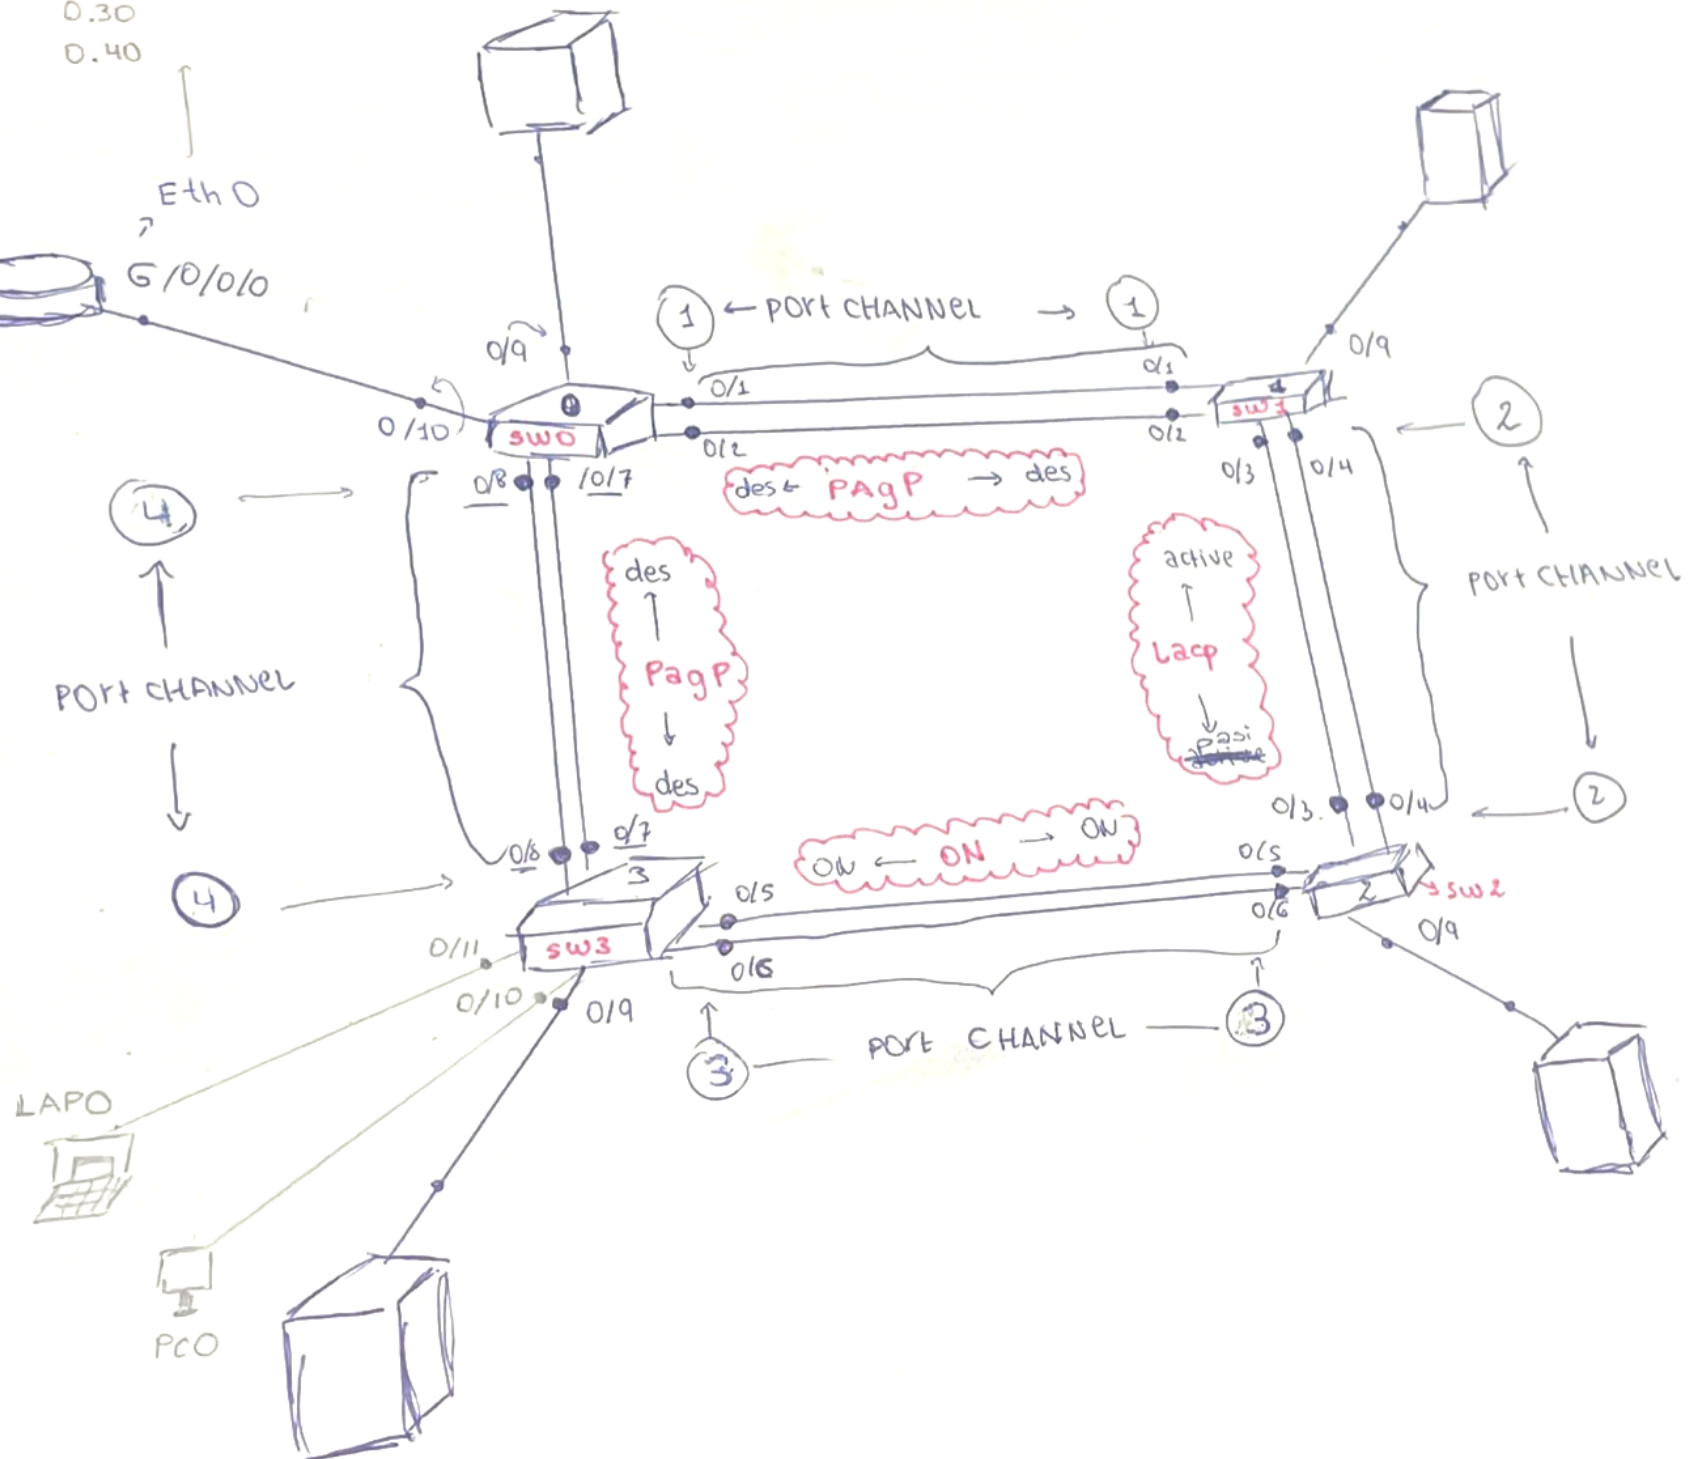 0.30
0.40
Eth 0
G/0/0/0
0/9
0/10
1 ← Port CHANNEL → 1
0/1
0/1
0/2
0/2
0
SW0
1
SW1
0/9
2
0/8
10/7
0/3
0/4
des ← PAgP → des
4
Port CHANNEL
4
des
PagP
des
active
Lacp
pasi
Port CHANNEL
2
0/3.
0/4
0/8
0/7
ON ← ON → ON
0/5
0/6
2
SW2
0/9
3
SW3
0/5
0/6
0/11
0/10
0/9
3 Port CHANNEL 3
LAP0
PC0